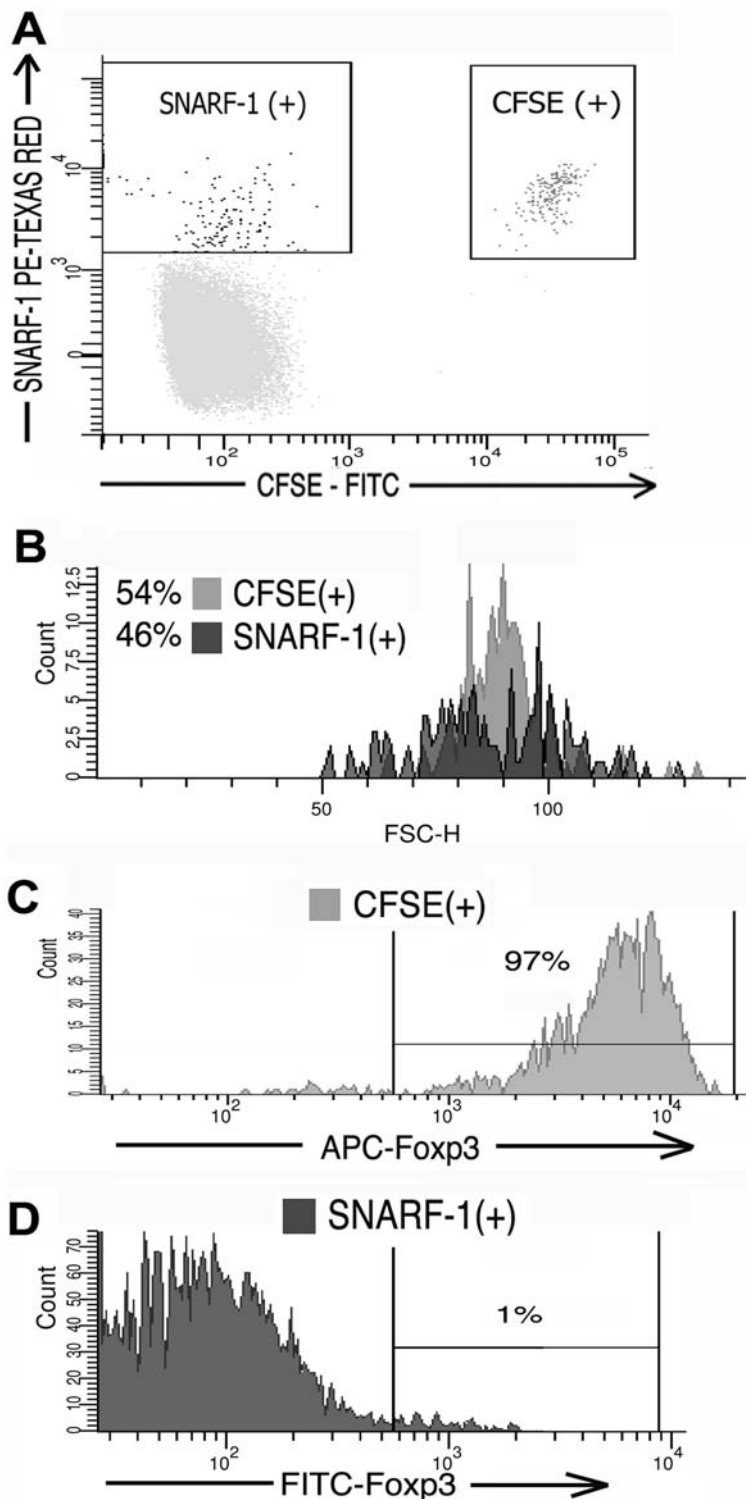 A
SNARF-1 PE-TEXAS RED
SNARF-1 (+)
CFSE (+)
10^4
10^3
0
10^2 10^3 10^4 10^5
CFSE - FITC
B
54% CFSE(+)
46% SNARF-1(+)
Count
12.5
10
7.5
5
2.5
0
50 100
FSC-H
C
CFSE(+)
97%
Count
40
35
30
25
20
15
10
5
0
10^2 10^3 10^4
APC-Foxp3
D
SNARF-1(+)
1%
Count
70
60
50
40
30
20
10
0
10^2 10^3 10^4
FITC-Foxp3